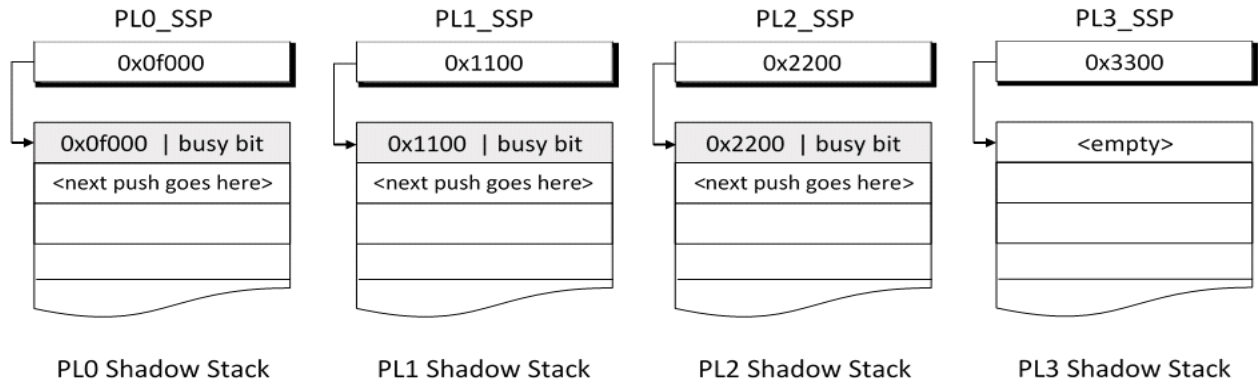 PL0_SSP PL1_SSP PL2_SSP PL3_SSP
0x0f000 0x1100 0x2200 0x3300
0x0f000 | busy bit 0x1100 | busy bit 0x2200 | busy bit <empty>
<next push goes here> <next push goes here> <next push goes here>
PL0 Shadow Stack PL1 Shadow Stack PL2 Shadow Stack PL3 Shadow Stack